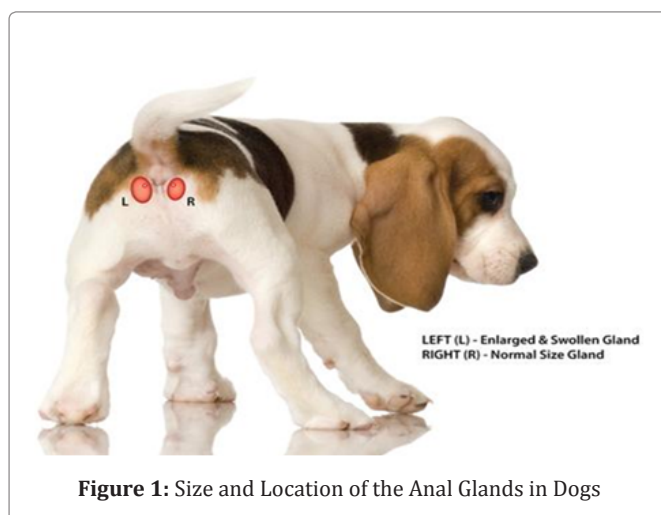 L
R
LEFT (L) - Enlarged & Swollen Gland
RIGHT (R) - Normal Size Gland
Figure 1: Size and Location of the Anal Glands in Dogs